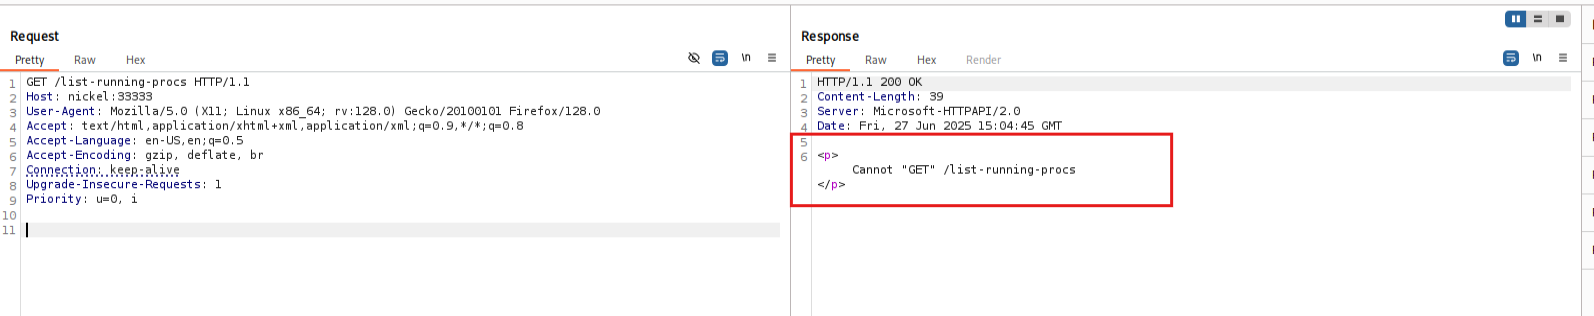 Request
Pretty Raw Hex
\n
1 GET /list-running-procs HTTP/1.1
2 Host: nickel:33333
3 User-Agent: Mozilla/5.0 (X11; Linux x86_64; rv:128.0) Gecko/20100101 Firefox/128.0
4 Accept: text/html,application/xhtml+xml,application/xml;q=0.9,*/*;q=0.8
5 Accept-Language: en-US,en;q=0.5
6 Accept-Encoding: gzip, deflate, br
7 Connection: keep-alive
8 Upgrade-Insecure-Requests: 1
9 Priority: u=0, i
10
11
Response
Pretty Raw Hex Render
\n
1 HTTP/1.1 200 OK
2 Content-Length: 39
3 Server: Microsoft-HTTPAPI/2.0
4 Date: Fri, 27 Jun 2025 15:04:45 GMT
5
6 <p>
Cannot "GET" /list-running-procs
</p>